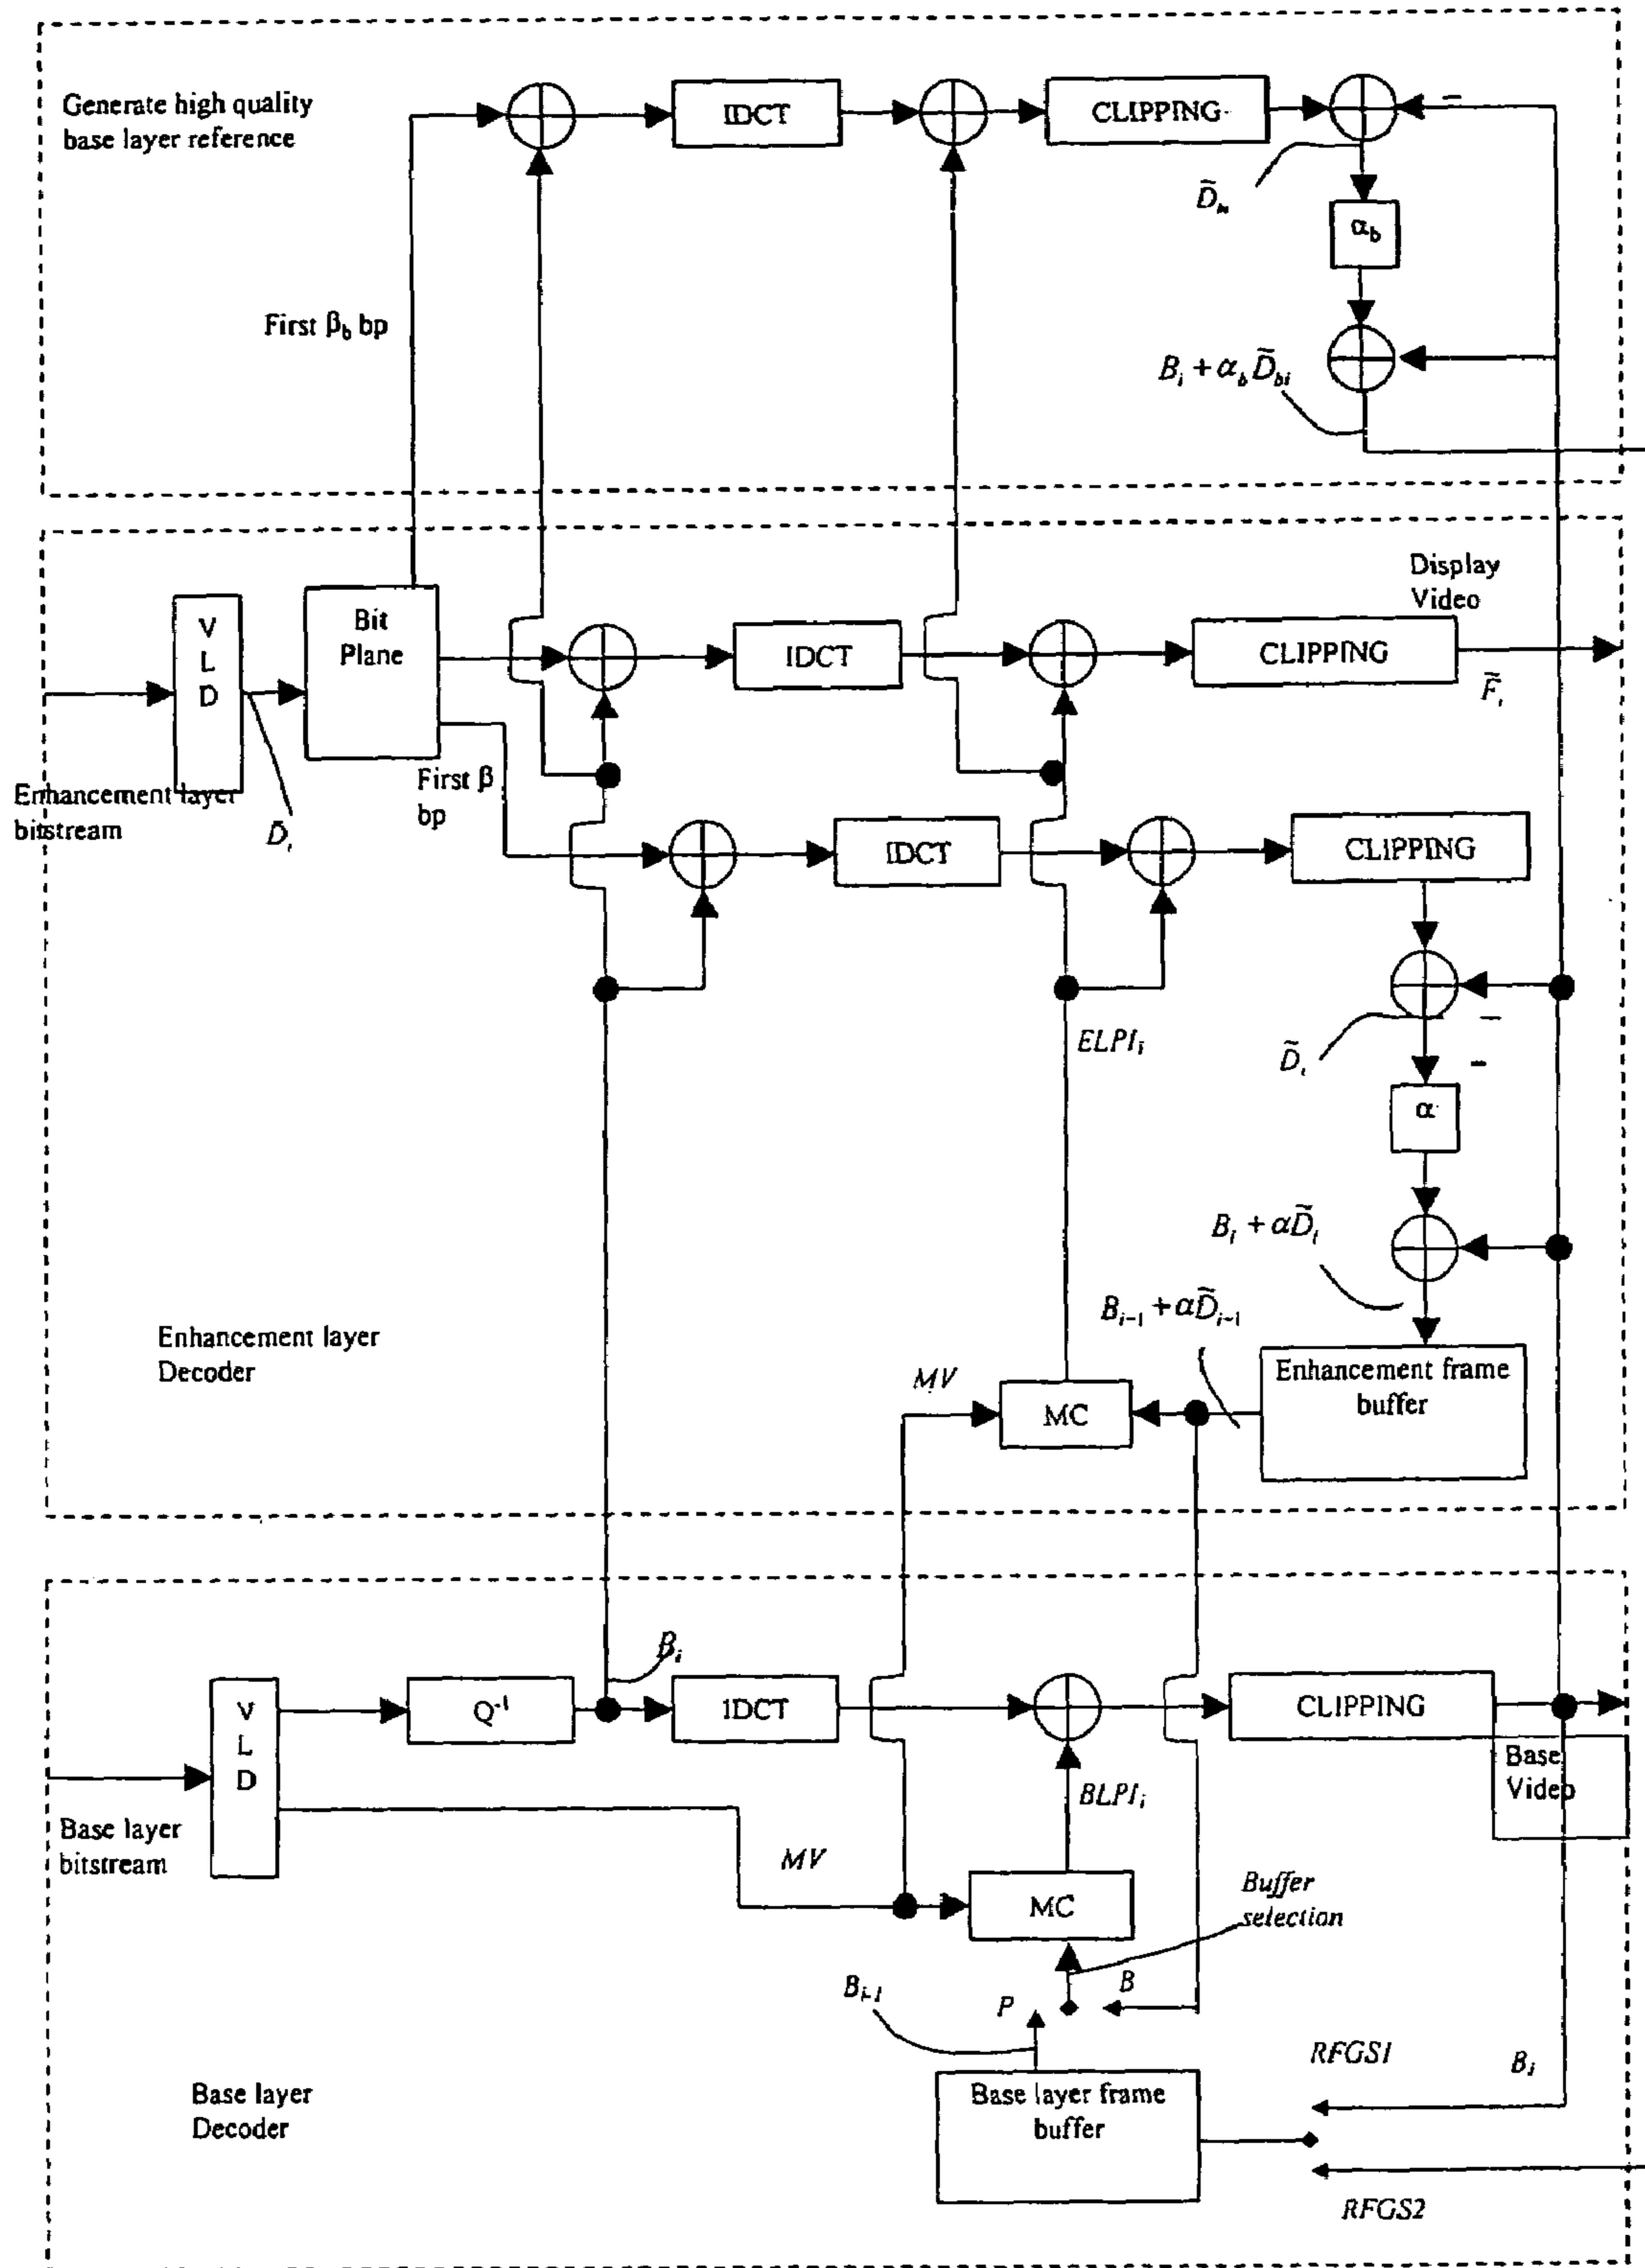 Generate high quality
base layer reference
IDCT
CLIPPING
−
D̃bi
αb
First βb bp
Bi + αb D̃bi
Display
Video
V
L
D
Bit
Plane
IDCT
CLIPPING
F̃i
Enhancement layer
bitstream
D̂i
First β
bp
IDCT
CLIPPING
ELPIi
−
D̃i
−
α
Bi + αD̃i
Bi−1 + αD̃i−1
Enhancement layer
Decoder
MV
MC
Enhancement frame
buffer
Bi
V
L
D
Q-1
IDCT
CLIPPING
Base
Video
BLPIi
Base layer
bitstream
MV
MC
Buffer
selection
Bi-1
P
B
RFGS1
Bi
Base layer
Decoder
Base layer frame
buffer
RFGS2